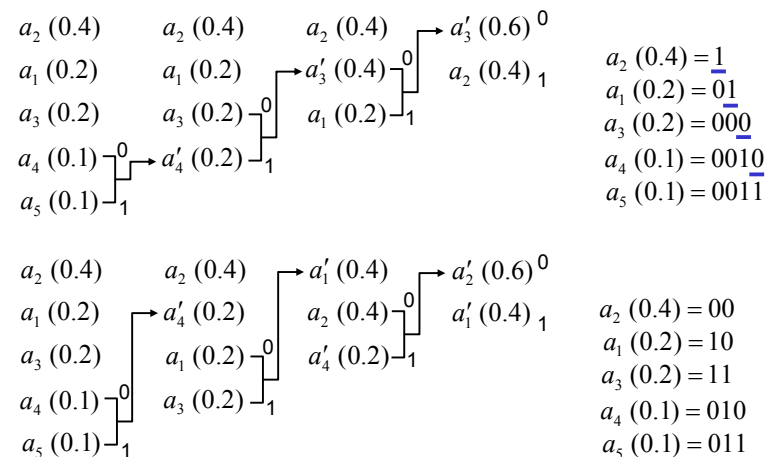 a₂ (0.4) a₂ (0.4) a₂ (0.4) a′₃ (0.6) 0
a₁ (0.2) a₁ (0.2) a′₃ (0.4) 0 a₂ (0.4) 1
a₃ (0.2) a₃ (0.2) 0 a₁ (0.2) 1
a₄ (0.1) 0 a′₄ (0.2) 1
a₅ (0.1) 1
a₂ (0.4) = 1
a₁ (0.2) = 01
a₃ (0.2) = 000
a₄ (0.1) = 0010
a₅ (0.1) = 0011
a₂ (0.4) a₂ (0.4) a′₁ (0.4) a′₂ (0.6) 0
a₁ (0.2) a′₄ (0.2) a₂ (0.4) 0 a′₁ (0.4) 1
a₃ (0.2) a₁ (0.2) 0 a′₄ (0.2) 1
a₄ (0.1) 0 a₃ (0.2) 1
a₅ (0.1) 1
a₂ (0.4) = 00
a₁ (0.2) = 10
a₃ (0.2) = 11
a₄ (0.1) = 010
a₅ (0.1) = 011